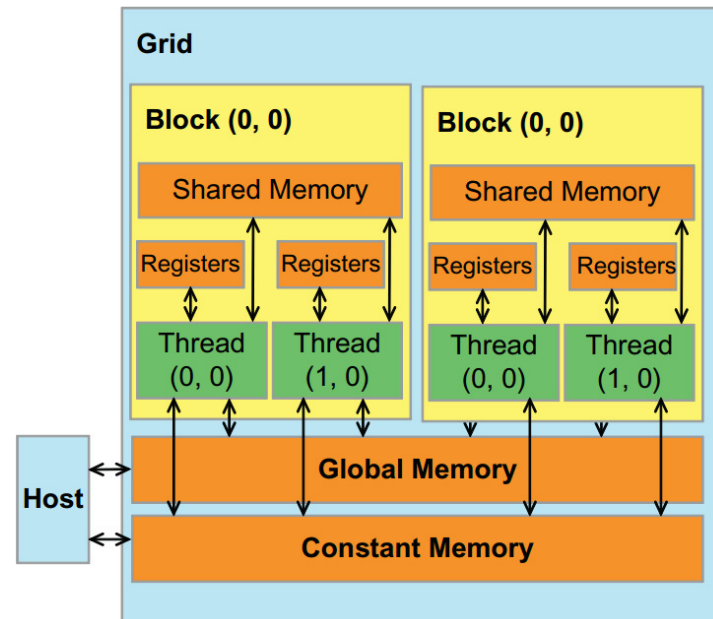 Grid
Block (0, 0)
Shared Memory
Registers
Registers
Thread
(0, 0)
Thread
(1, 0)
Block (0, 0)
Shared Memory
Registers
Registers
Thread
(0, 0)
Thread
(1, 0)
Host
Global Memory
Constant Memory